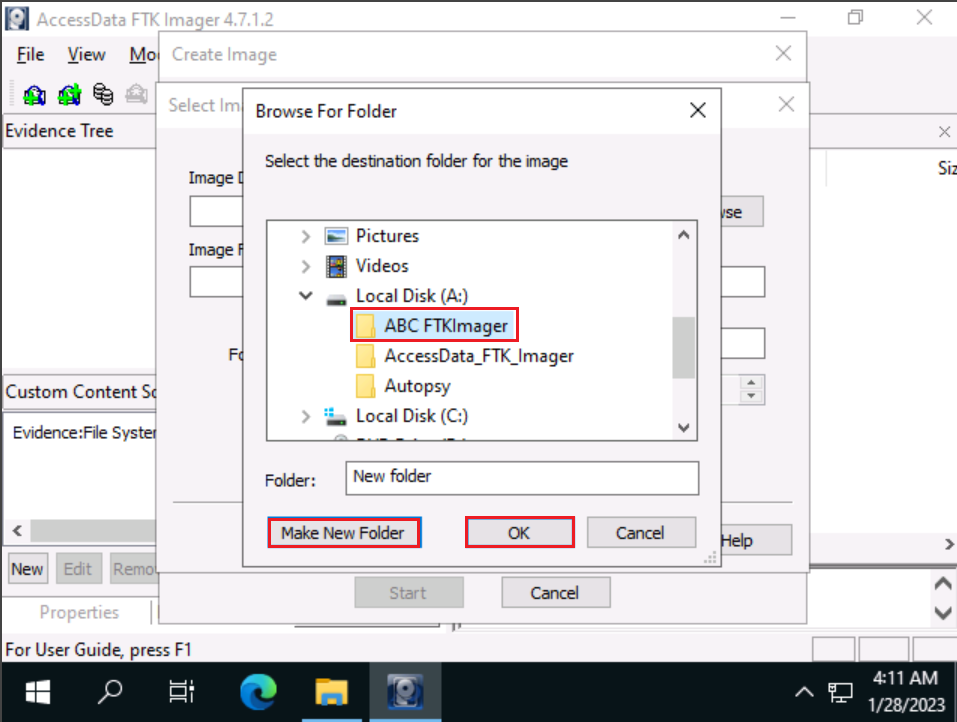 AccessData FTK Imager 4.7.1.2
File View Mo
Create Image
Select Im
Browse For Folder
Evidence Tree
Select the destination folder for the image
Siz
Image D
wse
Image F
Pictures
Videos
Local Disk (A:)
ABC FTKImager
AccessData_FTK_Imager
Autopsy
Local Disk (C:)
Fo
Custom Content So
Evidence:File System
Folder: New folder
Make New Folder OK Cancel
Help
New Edit Remo
Start Cancel
Properties
For User Guide, press F1
4:11 AM
1/28/2023